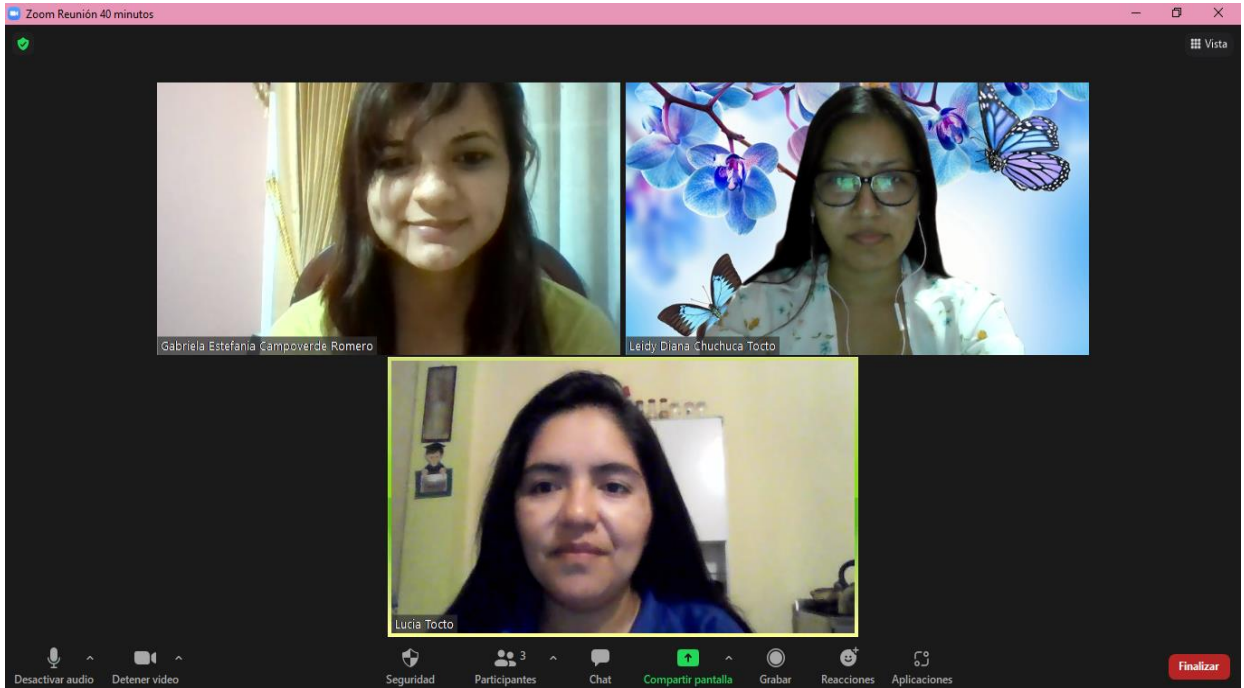 Zoom Reunión 40 minutos
Vista
Gabriela Estefania Campoverde Romero
Leidy Diana Chuchuca Tocto
Lucia Tocto
Desactivar audio
Detener video
Seguridad
3
Participantes
Chat
Compartir pantalla
Grabar
Reacciones
Aplicaciones
Finalizar